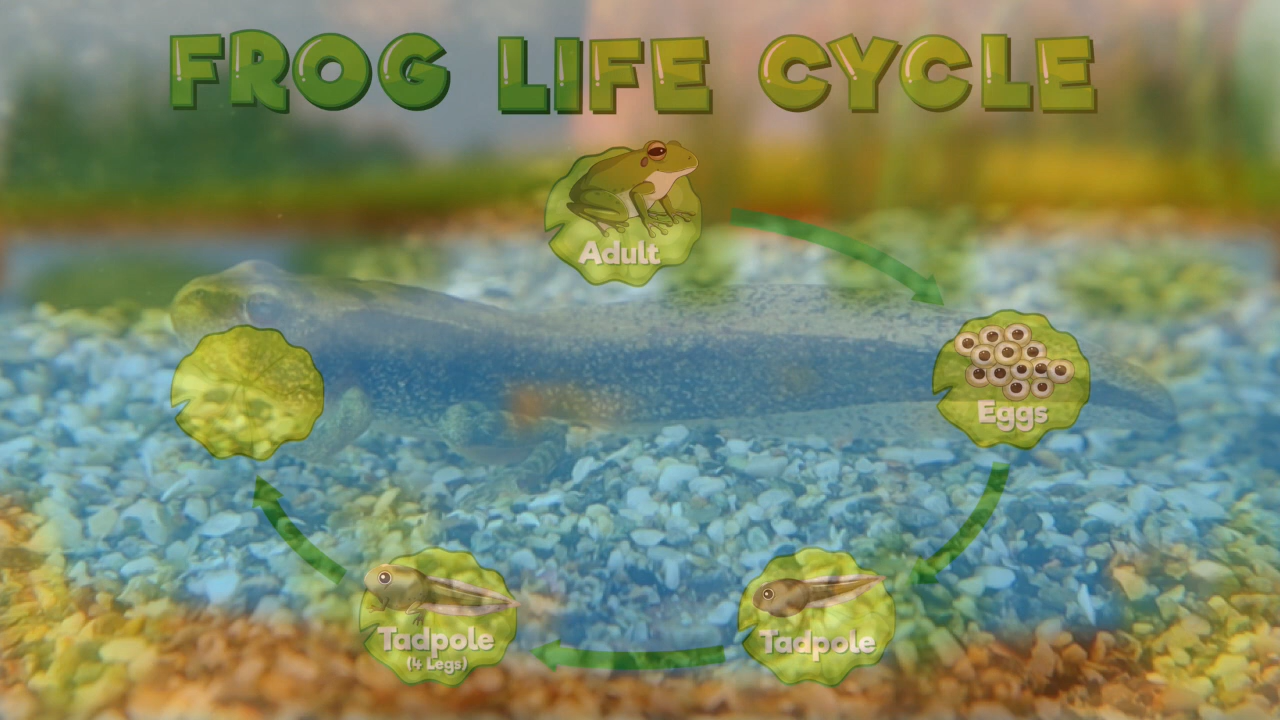 FROG LIFE CYCLE
Adult
Eggs
Tadpole
(4 Legs)
Tadpole